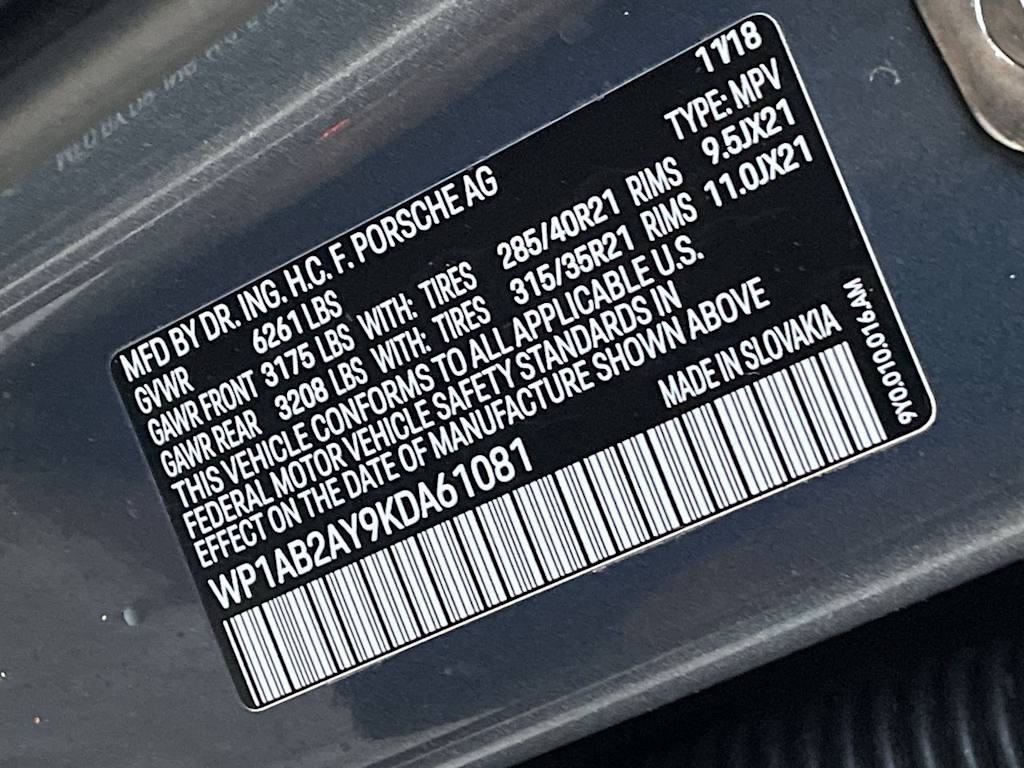 11/18
MFD BY DR. ING. H.C. F. PORSCHE AG TYPE: MPV
GVWR 6261 LBS
GAWR FRONT 3175 LBS WITH: TIRES 285/40R21 RIMS 9.5JX21
GAWR REAR 3208 LBS WITH: TIRES 315/35R21 RIMS 11.0JX21
THIS VEHICLE CONFORMS TO ALL APPLICABLE U.S.
FEDERAL MOTOR VEHICLE SAFETY STANDARDS IN
EFFECT ON THE DATE OF MANUFACTURE SHOWN ABOVE
WP1AB2AY9KDA61081 MADE IN SLOVAKIA
9Y0.010.016.AM